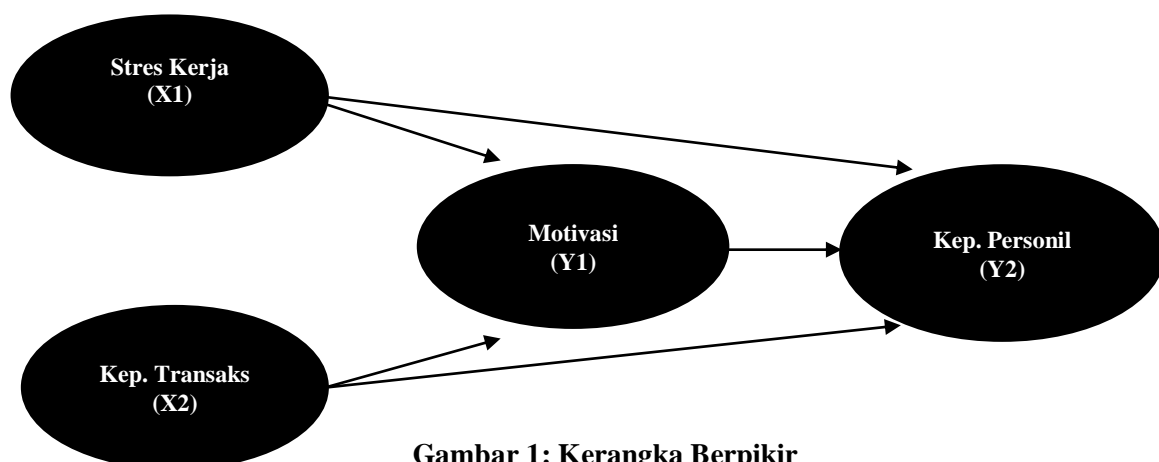 Stres Kerja
(X1)
Motivasi
(Y1)
Kep. Personil
(Y2)
Kep. Transaks
(X2)
Gambar 1: Kerangka Berpikir